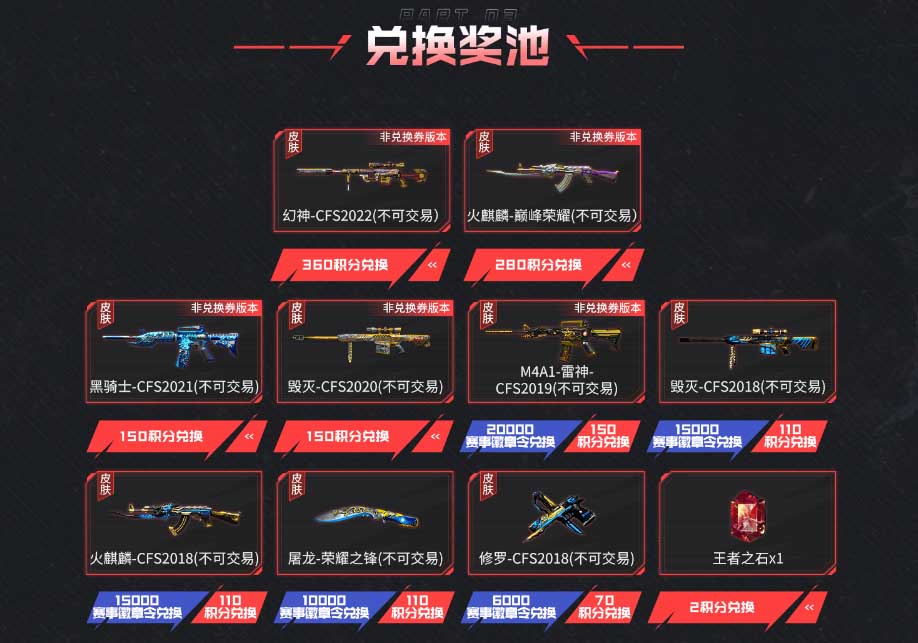 PART 03
兑换奖池
皮肤
非兑换券版本
幻神-CFS2022(不可交易)
皮肤
非兑换券版本
火麒麟-巅峰荣耀(不可交易)
360积分兑换
280积分兑换
皮肤
非兑换券版本
黑骑士-CFS2021(不可交易)
皮肤
非兑换券版本
毁灭-CFS2020(不可交易)
皮肤
非兑换券版本
M4A1-雷神-
CFS2019(不可交易)
皮肤
毁灭-CFS2018(不可交易)
150积分兑换
150积分兑换
20000
赛事徽章令兑换
150
积分兑换
15000
赛事徽章令兑换
110
积分兑换
皮肤
火麒麟-CFS2018(不可交易)
皮肤
屠龙-荣耀之锋(不可交易)
皮肤
修罗-CFS2018(不可交易)
王者之石x1
15000
赛事徽章令兑换
110
积分兑换
10000
赛事徽章令兑换
110
积分兑换
6000
赛事徽章令兑换
70
积分兑换
2积分兑换